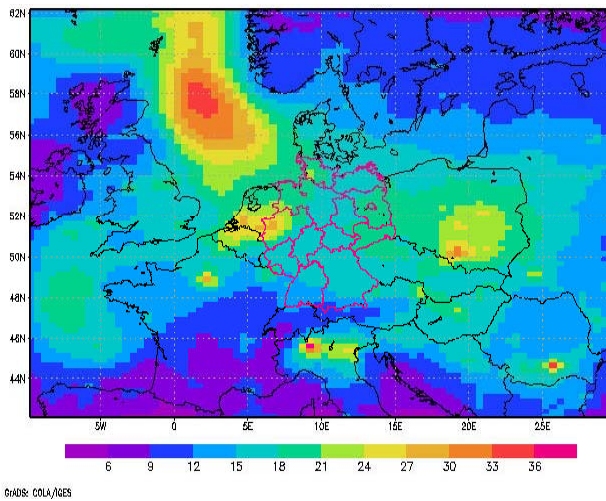 62N
60N
58N
56N
54N
52N
50N
48N
46N
44N
5W 0 5E 10E 15E 20E 25E
6 9 12 15 18 21 24 27 30 33 36
GrADS: COLA/IGES